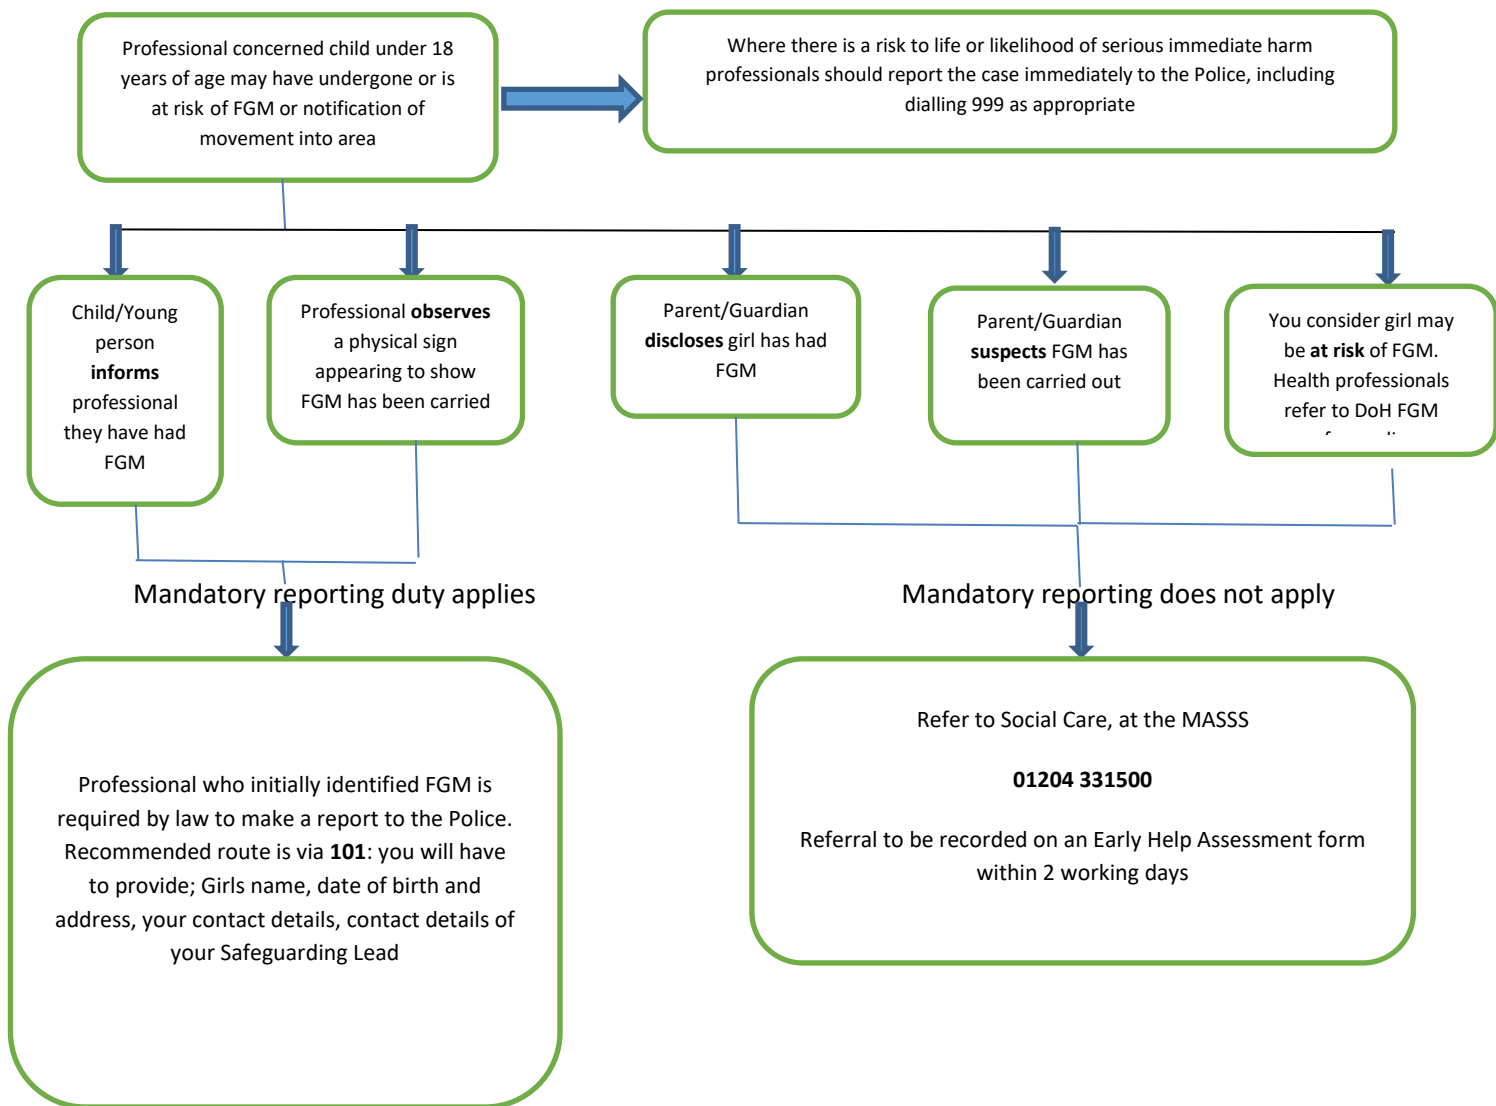 Professional concerned child under 18
years of age may have undergone or is
at risk of FGM or notification of
movement into area
Where there is a risk to life or likelihood of serious immediate harm
professionals should report the case immediately to the Police, including
dialling 999 as appropriate
Child/Young
person
informs
professional
they have had
FGM
Professional observes
a physical sign
appearing to show
FGM has been carried
Parent/Guardian
discloses girl has had
FGM
Parent/Guardian
suspects FGM has
been carried out
You consider girl may
be at risk of FGM.
Health professionals
refer to DoH FGM
Mandatory reporting duty applies
Mandatory reporting does not apply
Professional who initially identified FGM is
required by law to make a report to the Police.
Recommended route is via 101: you will have
to provide; Girls name, date of birth and
address, your contact details, contact details of
your Safeguarding Lead
Refer to Social Care, at the MASSS
01204 331500
Referral to be recorded on an Early Help Assessment form
within 2 working days